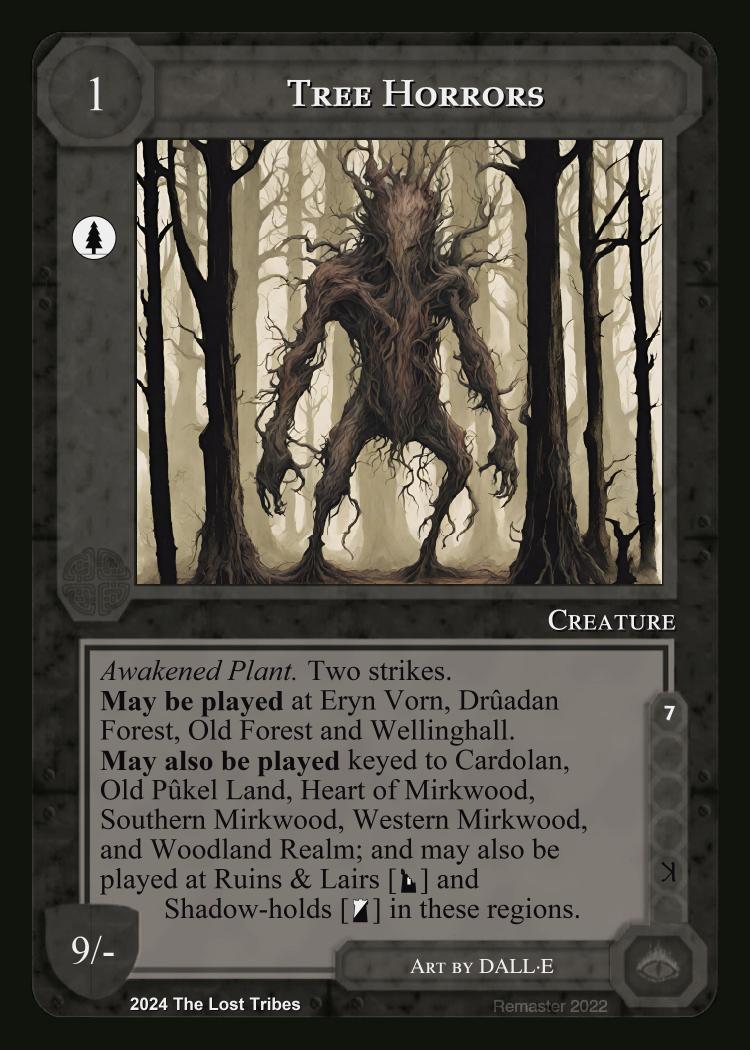 1
Tree Horrors
Creature
Awakened Plant. Two strikes.
May be played at Eryn Vorn, Drûadan
Forest, Old Forest and Wellinghall.
May also be played keyed to Cardolan,
Old Pûkel Land, Heart of Mirkwood,
Southern Mirkwood, Western Mirkwood,
and Woodland Realm; and may also be
played at Ruins & Lairs [ ] and
Shadow-holds [ ] in these regions.
7
9/-
Art by DALL·E
2024 The Lost Tribes
Remaster 2022